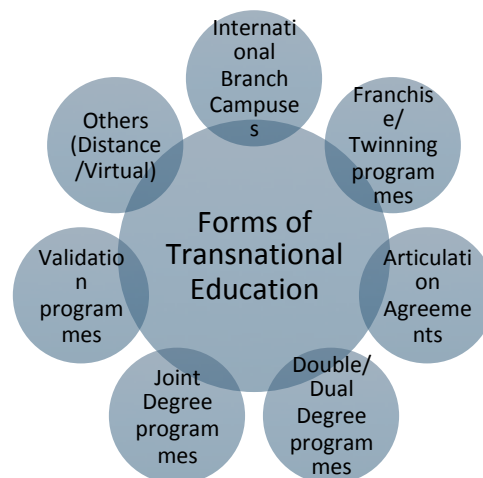 Internati
onal
Branch
Campuse
s
Franchis
e/
Twinning
program
mes
Articulati
on
Agreeme
nts
Double/
Dual
Degree
program
mes
Joint
Degree
program
mes
Validatio
n
program
mes
Others
(Distance
/Virtual)
Forms of
Transnational
Education